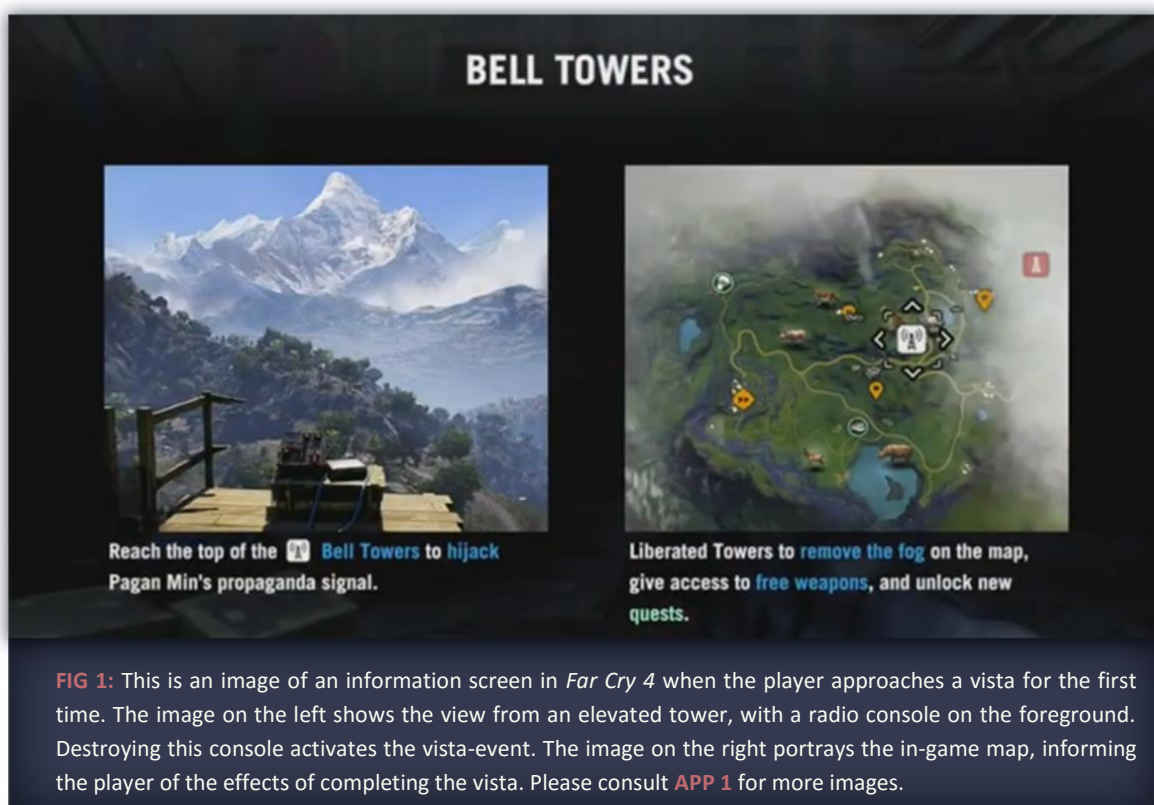 BELL TOWERS
Reach the top of the Bell Towers to hijack
Pagan Min's propaganda signal.
Liberated Towers to remove the fog on the map,
give access to free weapons, and unlock new
quests.
FIG 1: This is an image of an information screen in Far Cry 4 when the player approaches a vista for the first
time. The image on the left shows the view from an elevated tower, with a radio console on the foreground.
Destroying this console activates the vista-event. The image on the right portrays the in-game map, informing
the player of the effects of completing the vista. Please consult APP 1 for more images.